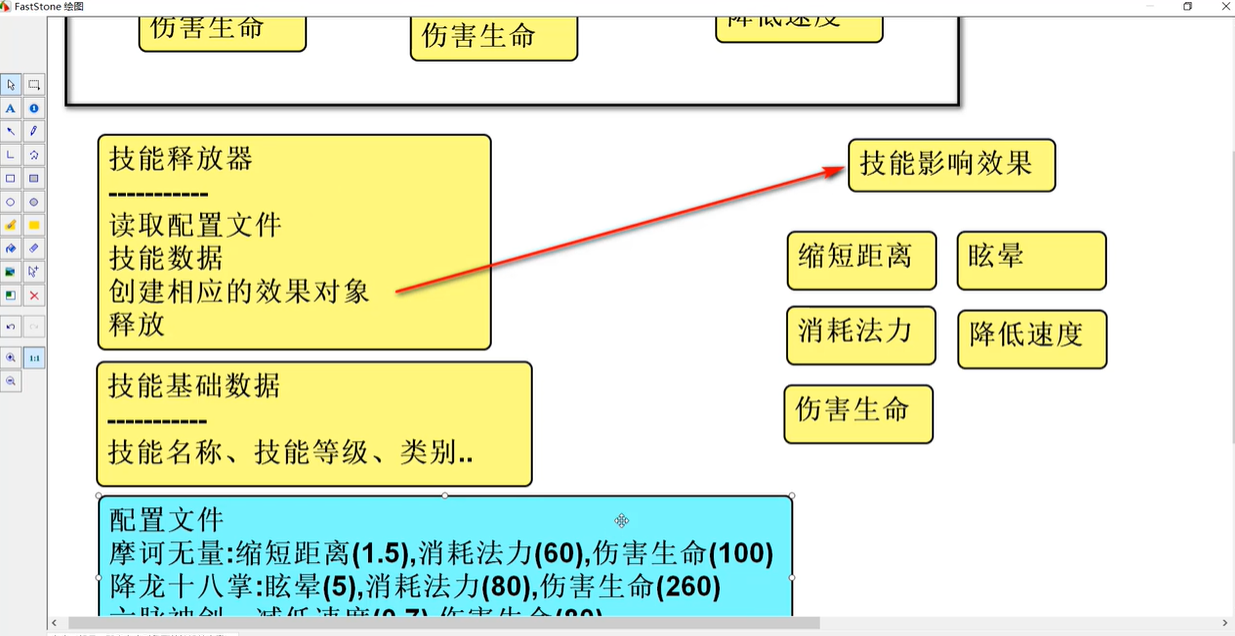 FastStone 绘图
伤害生命
伤害生命
降低速度
技能释放器
-----------
读取配置文件
技能数据
创建相应的效果对象
释放
技能影响效果
缩短距离
眩晕
消耗法力
降低速度
伤害生命
技能基础数据
-----------
技能名称、技能等级、类别..
配置文件
摩诃无量:缩短距离(1.5),消耗法力(60),伤害生命(100)
降龙十八掌:眩晕(5),消耗法力(80),伤害生命(260)
1:1